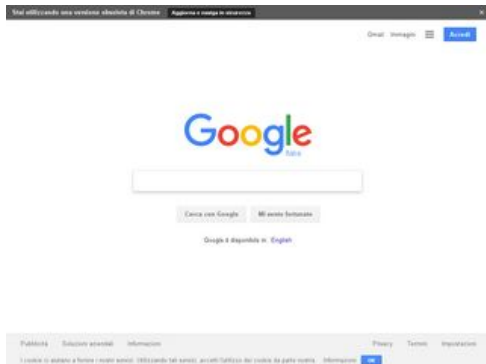 Stai utilizzando una versione obsoleta di Chrome Aggiorna e naviga in sicurezza ×
Gmail Immagini Accedi
Google
Italia
Cerca con Google Mi sento fortunato
Google è disponibile in: English
Pubblicità Soluzioni aziendali Informazioni Privacy Termini Impostazioni
I cookie ci aiutano a fornire i nostri servizi. Utilizzando tali servizi, accetti l'utilizzo dei cookie da parte nostra. Informazioni OK